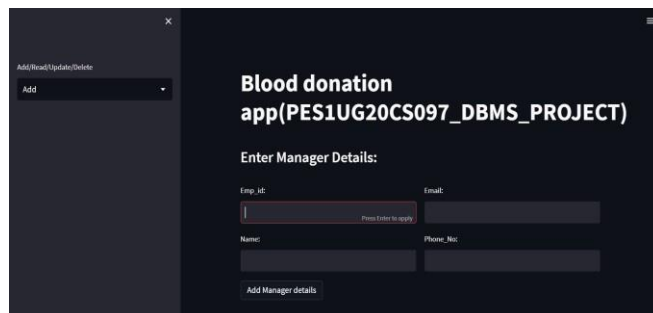 Add/Read/Update/Delete
Add
Blood donation
app(PES1UG20CS097_DBMS_PROJECT)
Enter Manager Details:
Emp_id:
Email:
Press Enter to apply
Name:
Phone_No:
Add Manager details